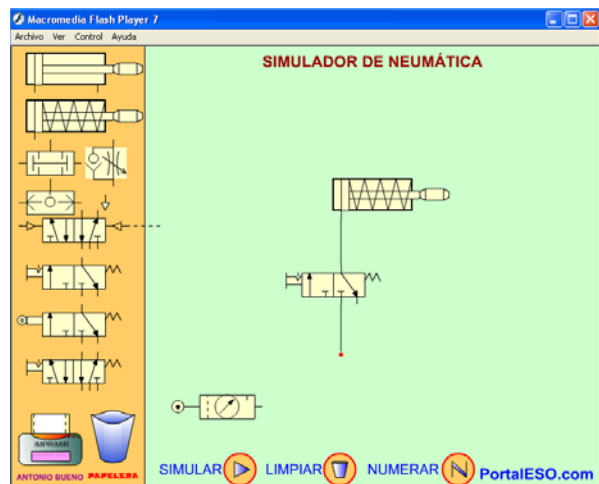 Macromedia Flash Player 7
Archivo Ver Control Ayuda
SIMULADOR DE NEUMÁTICA
IMPRIMIR
ANTONIO BUENO PAPELERA
SIMULAR LIMPIAR NUMERAR N PortalESO.com